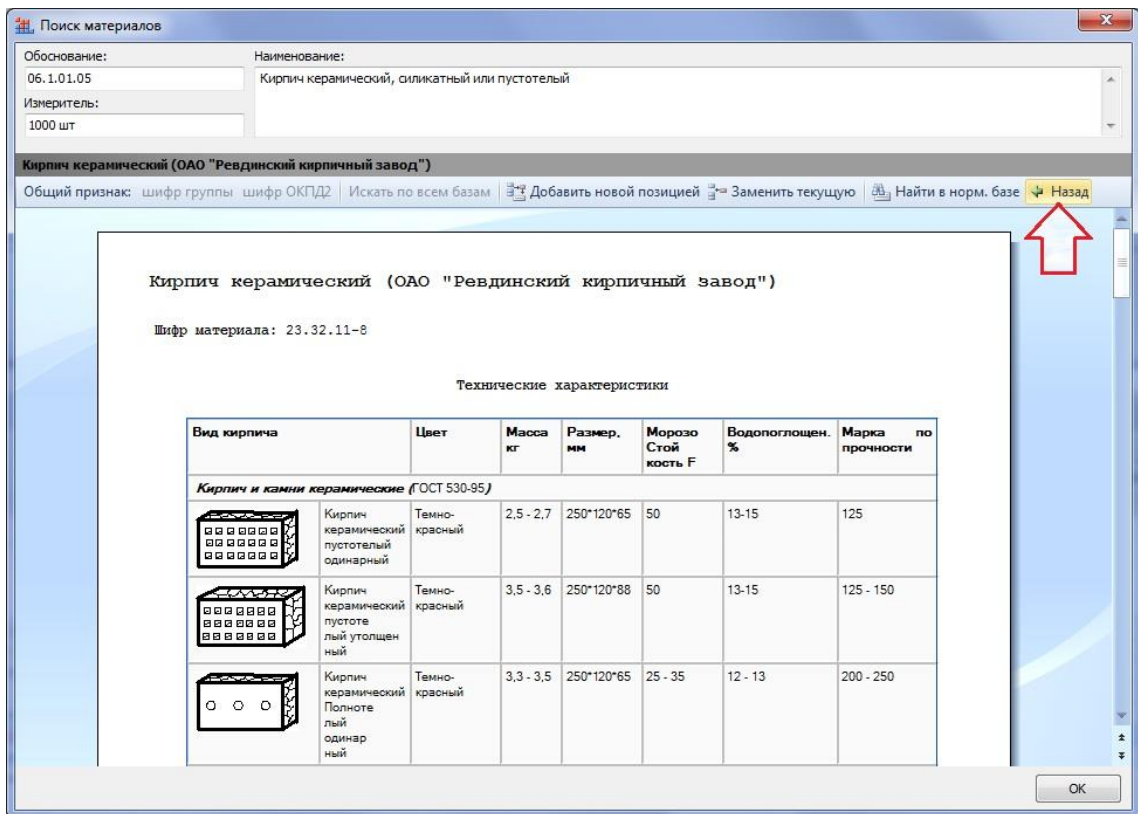 Поиск материалов
Обоснование:
Наименование:
06.1.01.05
Кирпич керамический, силикатный или пустотелый
Измеритель:
1000 шт
Кирпич керамический (ОАО "Ревдинский кирпичный завод")
Общий признак: шифр группы шифр ОКПД2 Искать по всем базам Добавить новой позицией Заменить текущую Найти в норм. базе Назад
Кирпич керамический (ОАО "Ревдинский кирпичный завод")
Шифр материала: 23.32.11-8
Технические характеристики
Вид кирпича Цвет Масса Размер, Морозо Водопоглощен. Марка по
кг мм Стой % прочности
кость F
Кирпич и камни керамические (ГОСТ 530-95)
Кирпич Темно- 2,5 - 2,7 250*120*65 50 13-15 125
керамический красный
пустотелый
одинарный
Кирпич Темно- 3,5 - 3,6 250*120*88 50 13-15 125 - 150
керамический красный
пустоте
лый утолщен
ный
Кирпич Темно- 3,3 - 3,5 250*120*65 25 - 35 12 - 13 200 - 250
керамический красный
Полноте
лый
одинар
ный
OK